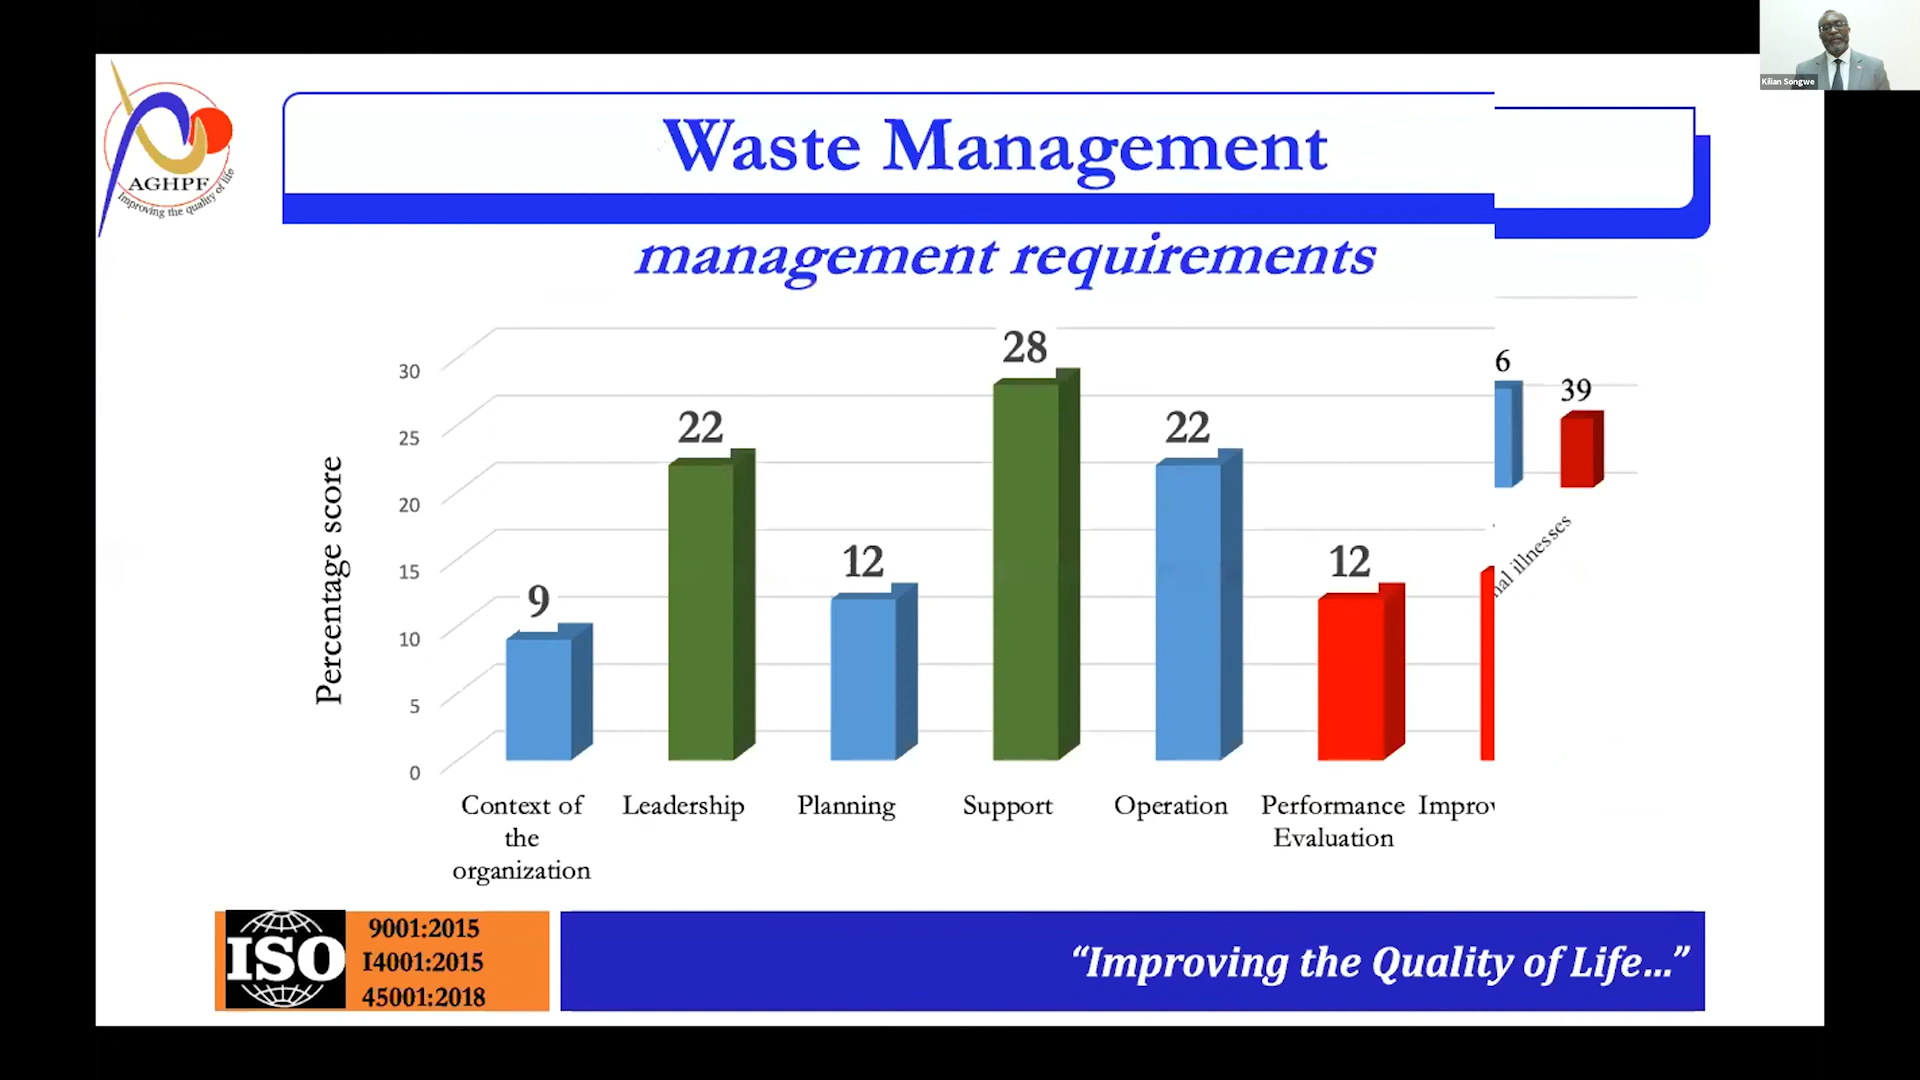 Kilian Songwe
AGHPF
Improving the quality of life
Waste Management
management requirements
Percentage score
30
25
20
15
10
5
0
9
22
12
28
22
12
6
39
nal illnesses
Context of
the
organization
Leadership
Planning
Support
Operation
Performance
Evaluation
Improv
ISO
9001:2015
14001:2015
45001:2018
“Improving the Quality of Life...”